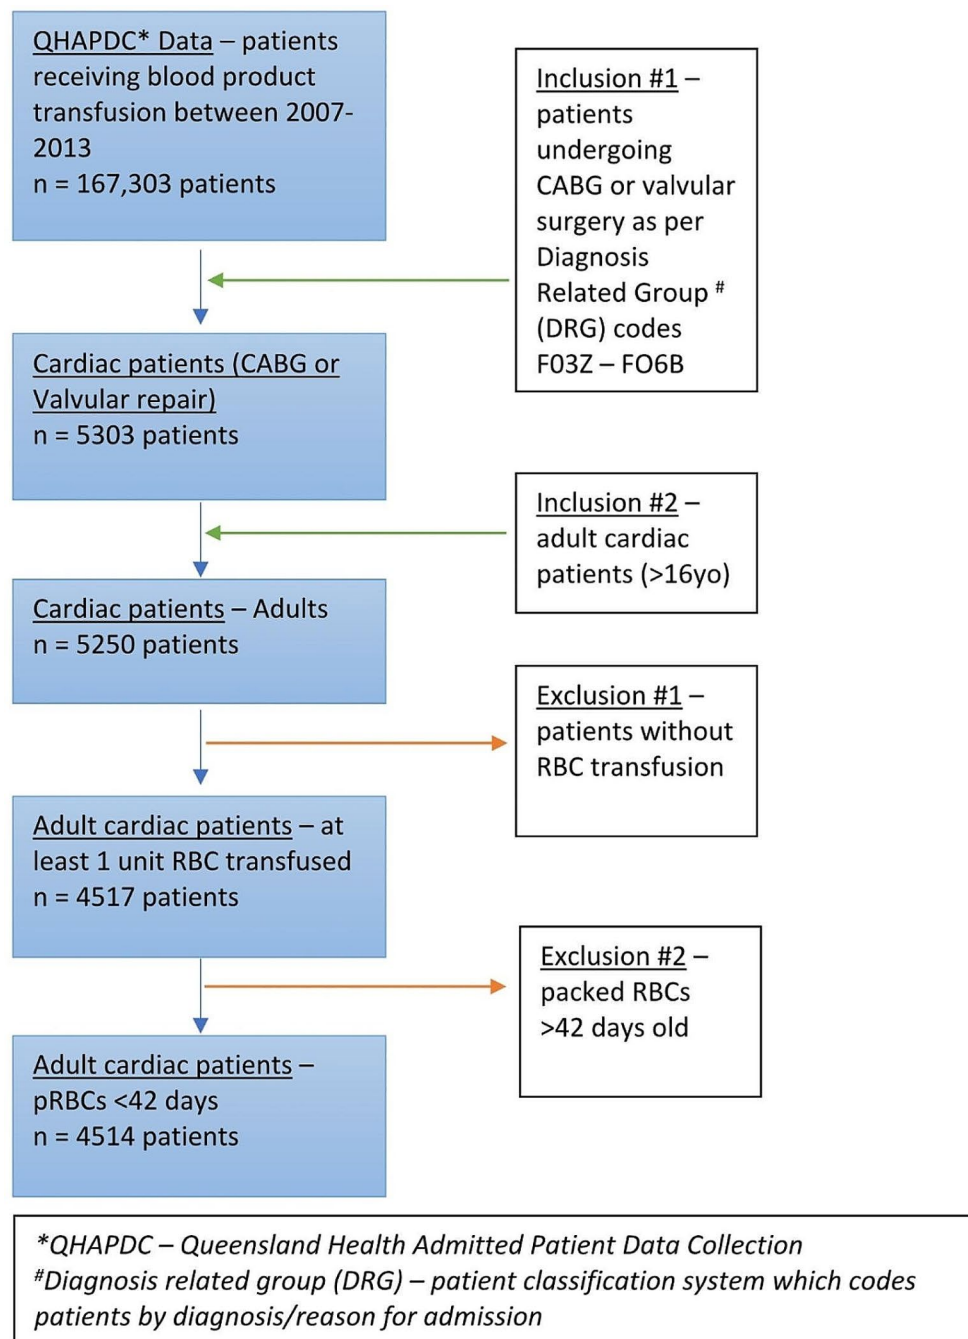 QHAPDC* Data – patients
receiving blood product
transfusion between 2007-
2013
n = 167,303 patients
Inclusion #1 –
patients
undergoing
CABG or valvular
surgery as per
Diagnosis
Related Group #
(DRG) codes
F03Z – FO6B
Cardiac patients (CABG or
Valvular repair)
n = 5303 patients
Inclusion #2 –
adult cardiac
patients (>16yo)
Cardiac patients – Adults
n = 5250 patients
Exclusion #1 –
patients without
RBC transfusion
Adult cardiac patients – at
least 1 unit RBC transfused
n = 4517 patients
Exclusion #2 –
packed RBCs
>42 days old
Adult cardiac patients –
pRBCs <42 days
n = 4514 patients
*QHAPDC – Queensland Health Admitted Patient Data Collection
#Diagnosis related group (DRG) – patient classification system which codes
patients by diagnosis/reason for admission